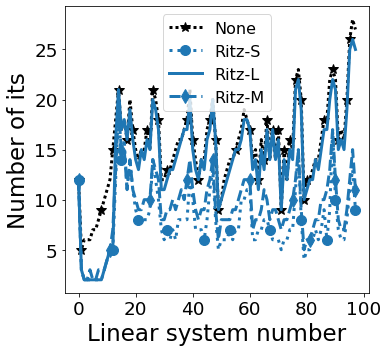 None
Ritz-S
Ritz-L
Ritz-M
Number of its
25
20
15
10
5
0 20 40 60 80 100
Linear system number